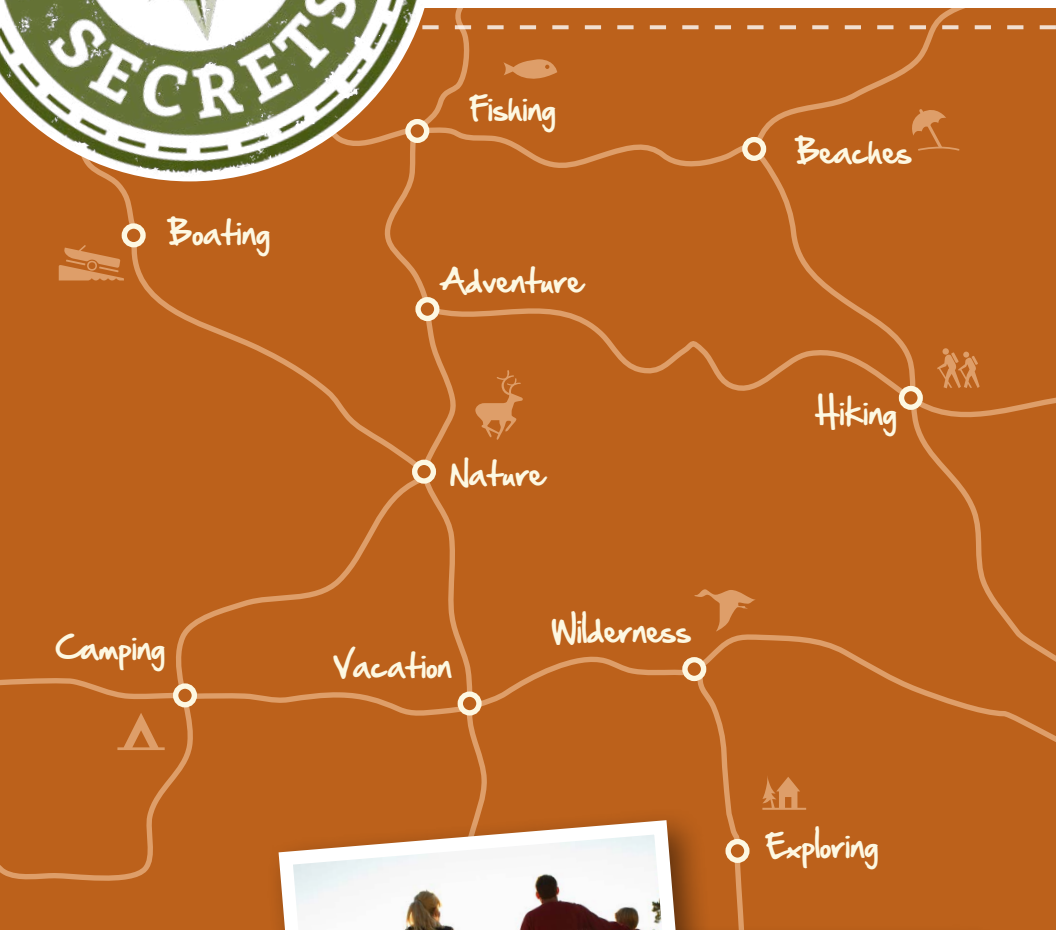 SECRETS
Fishing
Beaches
Boating
Adventure
Hiking
Nature
Wilderness
Camping
Vacation
Exploring